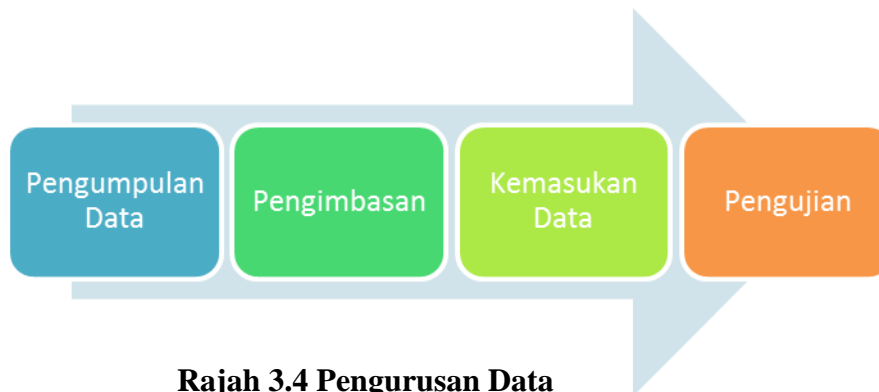 Pengumpulan
Data
Pengimbasan
Kemasukan
Data
Pengujian
Rajah 3.4 Pengurusan Data